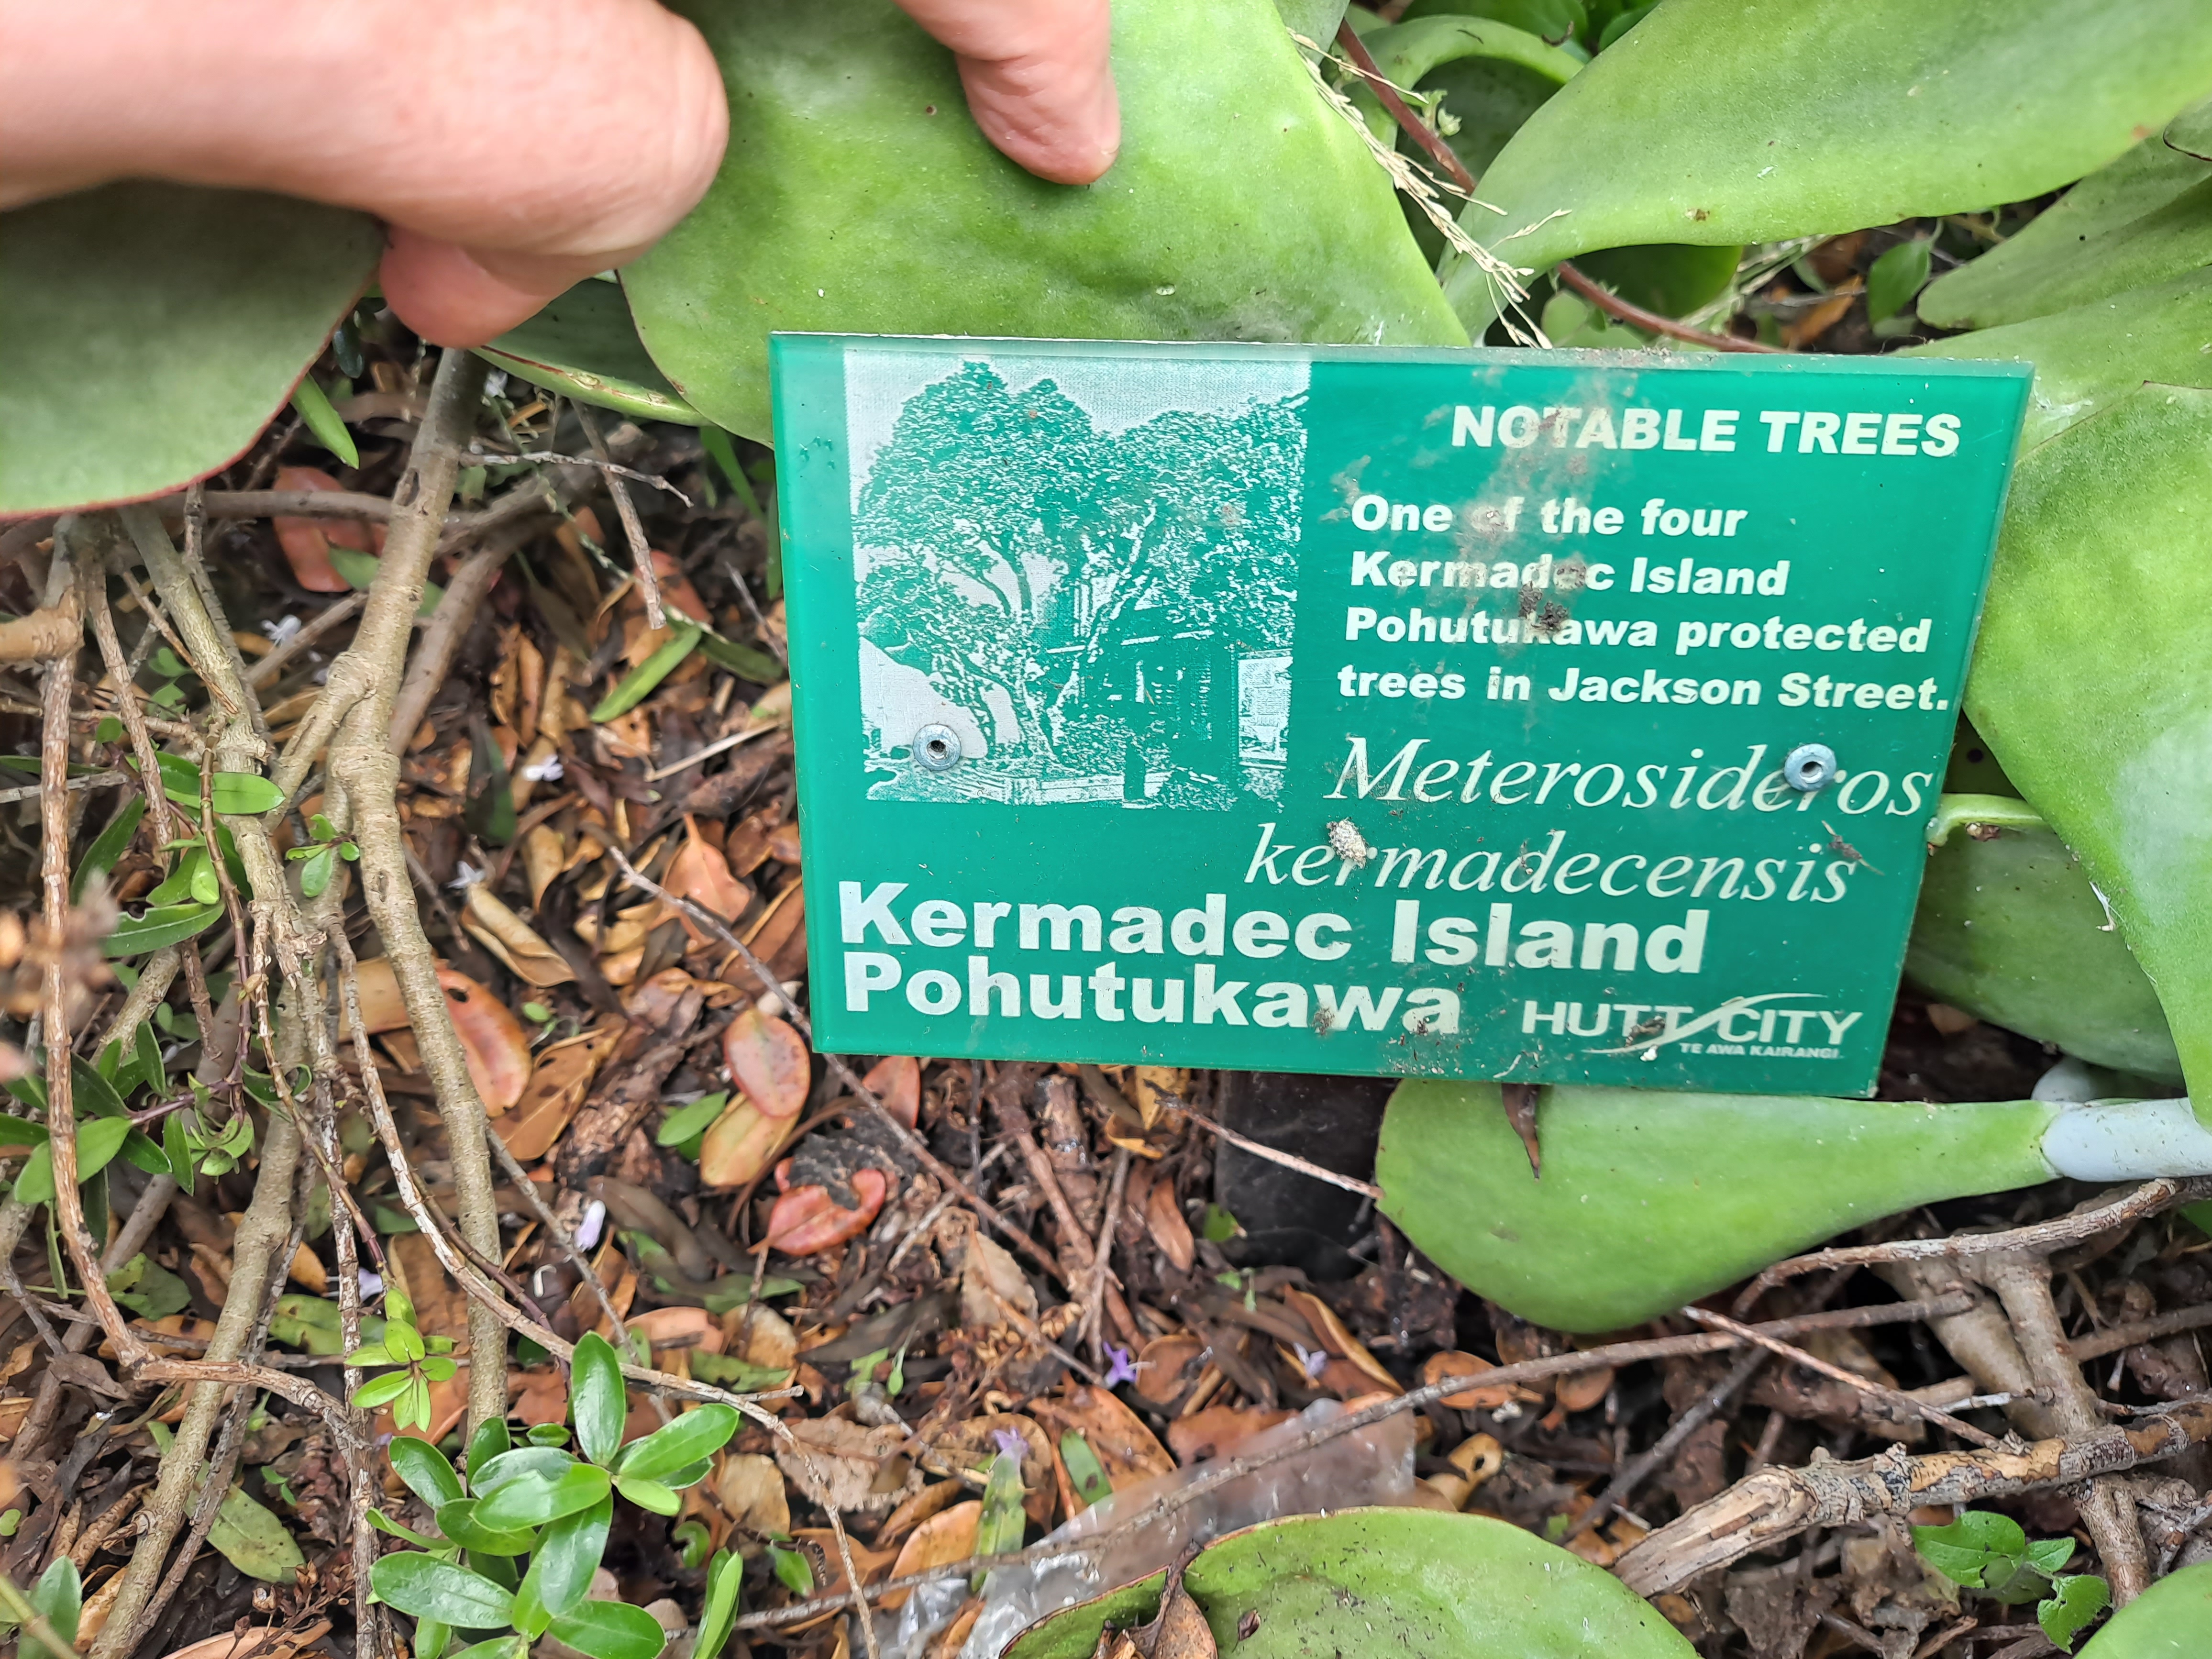 NOTABLE TREES
One of the four
Kermadec Island
Pohutukawa protected
trees in Jackson Street.
Meterosideros
kermadecensis
Kermadec Island
Pohutukawa
HUTT CITY
TE AWA KAIRANGI